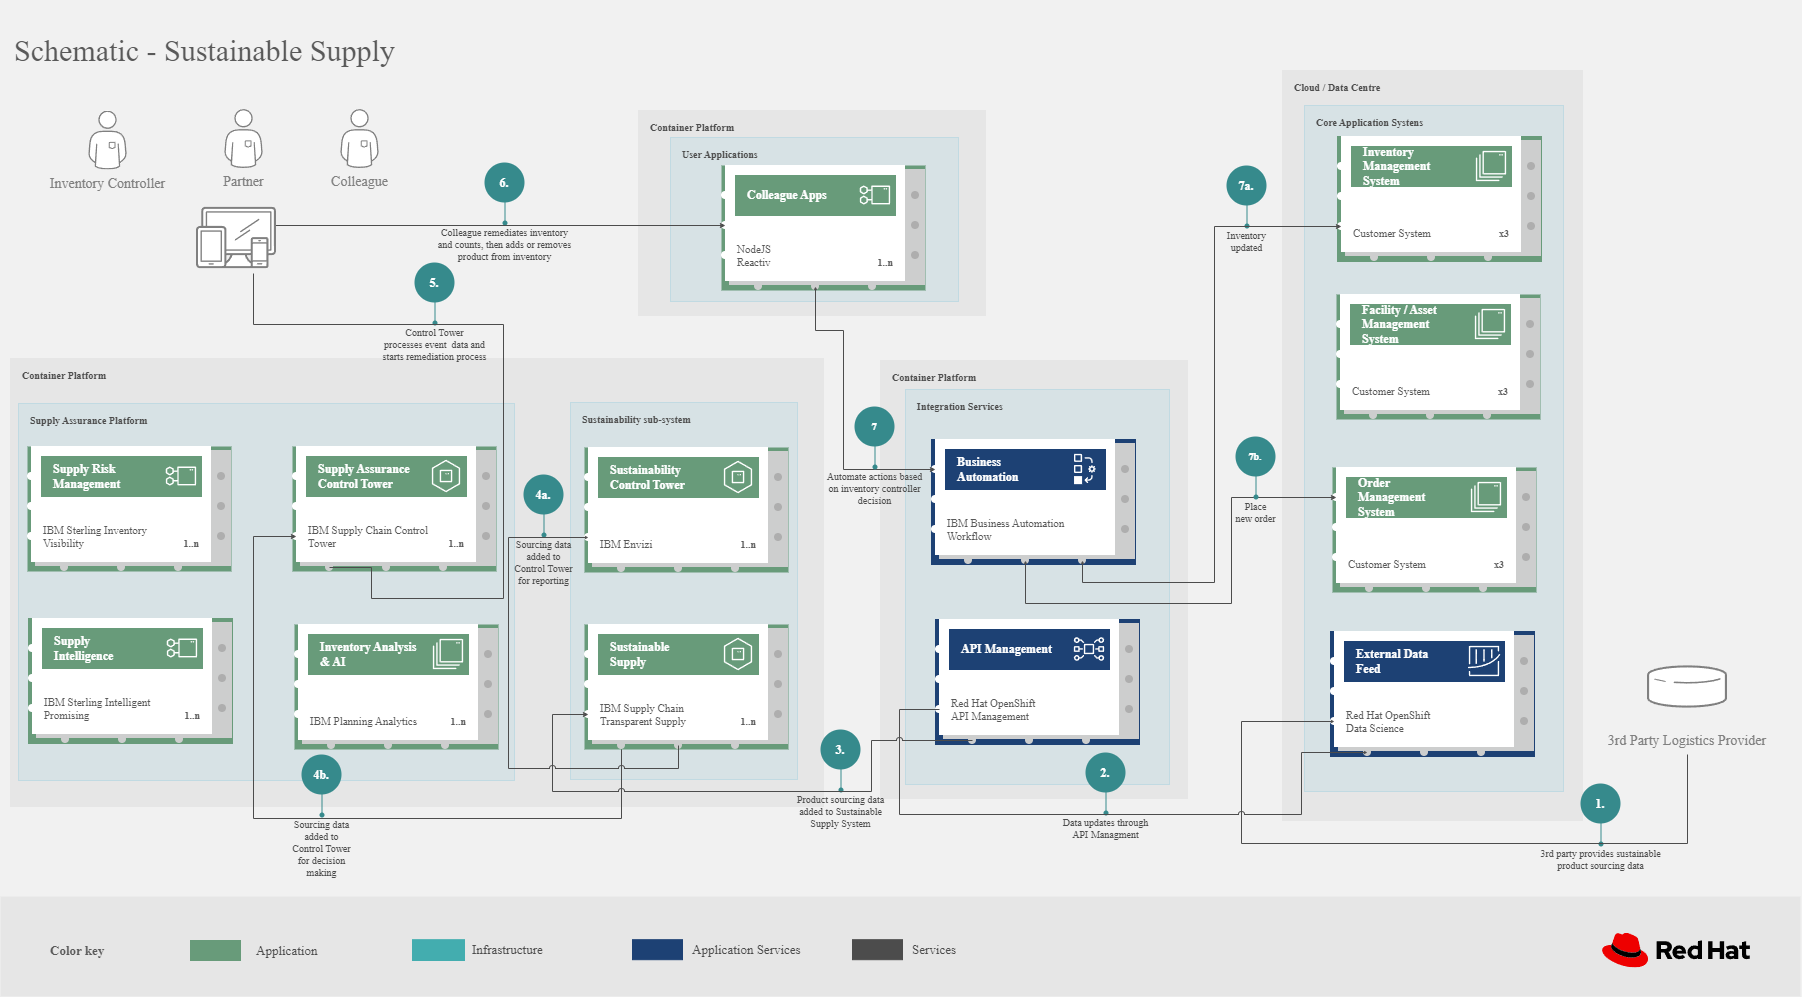 Schematic - Sustainable Supply
Inventory Controller
Partner
Colleague
6.
Colleague remediates inventory
and counts, then adds or removes
product from inventory
5.
Control Tower
processes event data and
starts remediation process
Container Platform
User Applications
Colleague Apps
NodeJS
Reactiv
1..n
7a.
Inventory
updated
Cloud / Data Centre
Core Application Systens
Inventory
Management
System
Customer System
x3
Facility / Asset
Management
System
Customer System
x3
Container Platform
Supply Assurance Platform
Supply Risk
Management
IBM Sterling Inventory
Visibility
1..n
Supply Assurance
Control Tower
IBM Supply Chain Control
Tower
1..n
Supply
Intelligence
IBM Sterling Intelligent
Promising
1..n
Inventory Analysis
& AI
IBM Planning Analytics
1..n
4a.
Sourcing data
added to
Control Tower
for reporting
Sustainability sub-system
Sustainability
Control Tower
IBM Envizi
1..n
Sustainable
Supply
IBM Supply Chain
Transparent Supply
1..n
7
Automate actions based
on inventory controller
decision
Container Platform
Integration Services
Business
Automation
IBM Business Automation
Workflow
API Management
Red Hat OpenShift
API Management
7b.
Place
new order
Order
Management
System
Customer System
x3
External Data
Feed
Red Hat OpenShift
Data Science
3rd Party Logistics Provider
4b.
Sourcing data
added to
Control Tower
for decision
making
3.
Product sourcing data
added to Sustainable
Supply System
2.
Data updates through
API Managment
1.
3rd party provides sustainable
product sourcing data
Color key
Application
Infrastructure
Application Services
Services
Red Hat